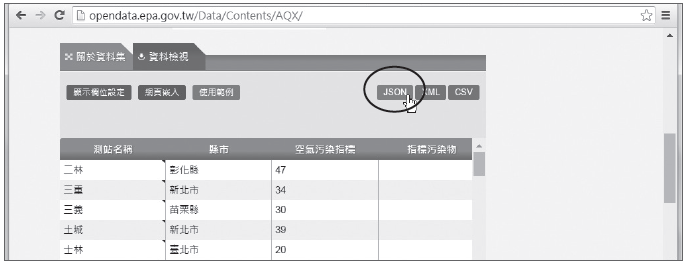 opendata.epa.gov.tw/Data/Contents/AQX/
關於資料集 資料檢視
顯示欄位設定 網頁嵌入 使用範例 JSON XML CSV
測站名稱 縣市 空氣污染指標 指標污染物
二林 彰化縣 47
三重 新北市 34
三義 苗栗縣 30
土城 新北市 39
士林 臺北市 20